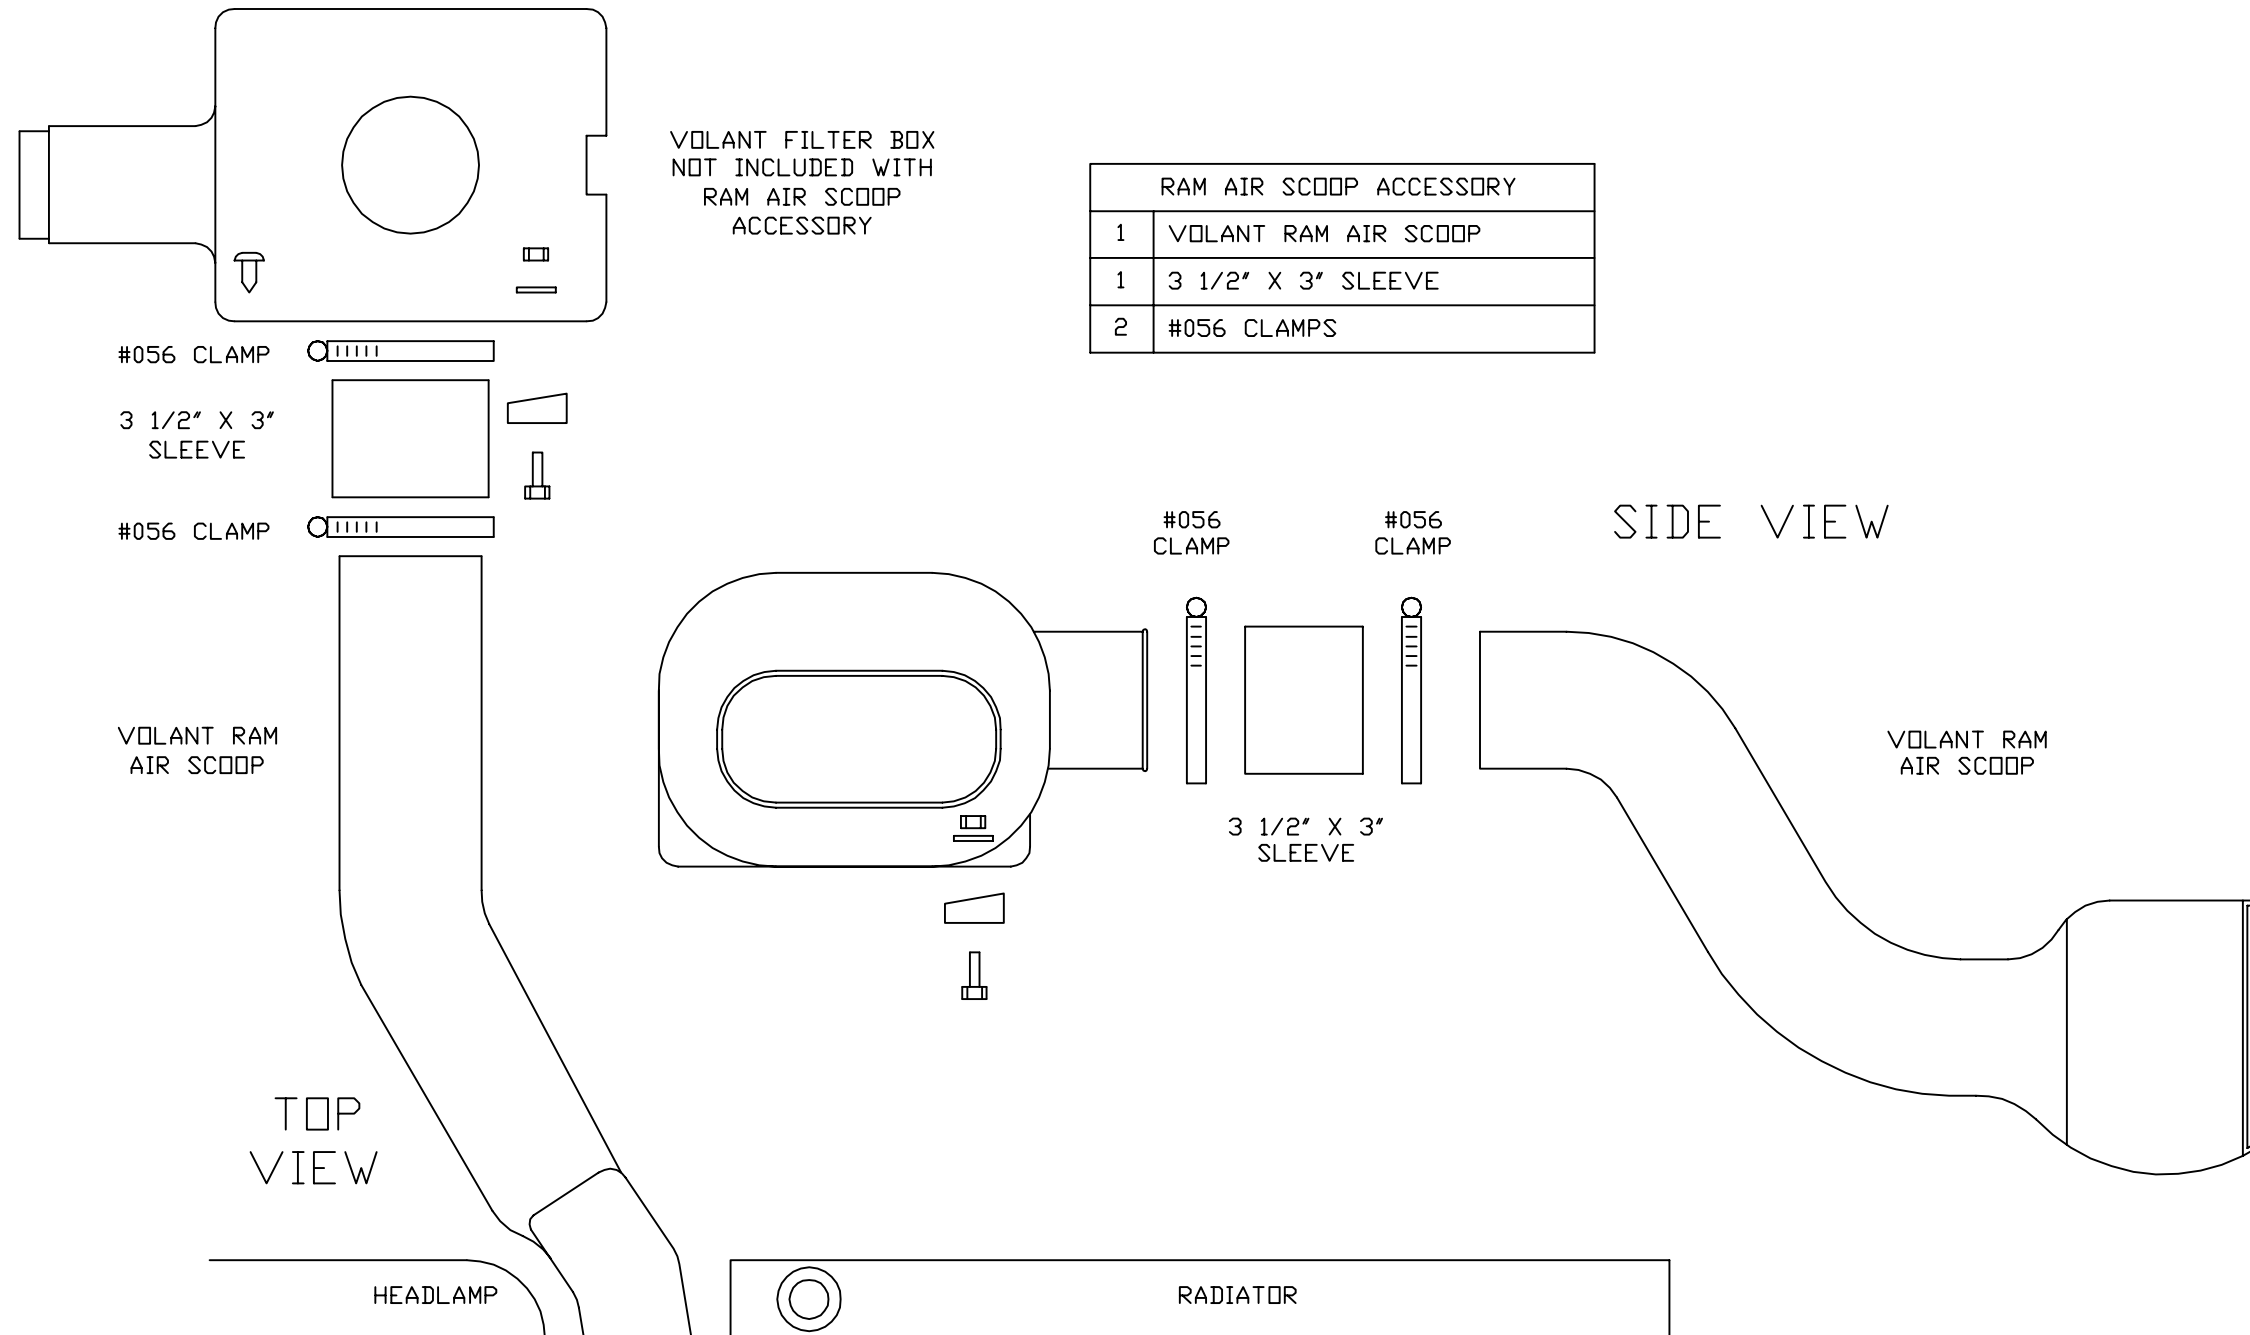 VOLANT FILTER BOX
NOT INCLUDED WITH
RAM AIR SCOOP
ACCESSORY
RAM AIR SCOOP ACCESSORY
1 VOLANT RAM AIR SCOOP
1 3 1/2" X 3" SLEEVE
2 #056 CLAMPS
#056 CLAMP
3 1/2" X 3"
SLEEVE
#056 CLAMP
#056
CLAMP
#056
CLAMP
SIDE VIEW
VOLANT RAM
AIR SCOOP
VOLANT RAM
AIR SCOOP
3 1/2" X 3"
SLEEVE
TOP
VIEW
HEADLAMP
RADIATOR